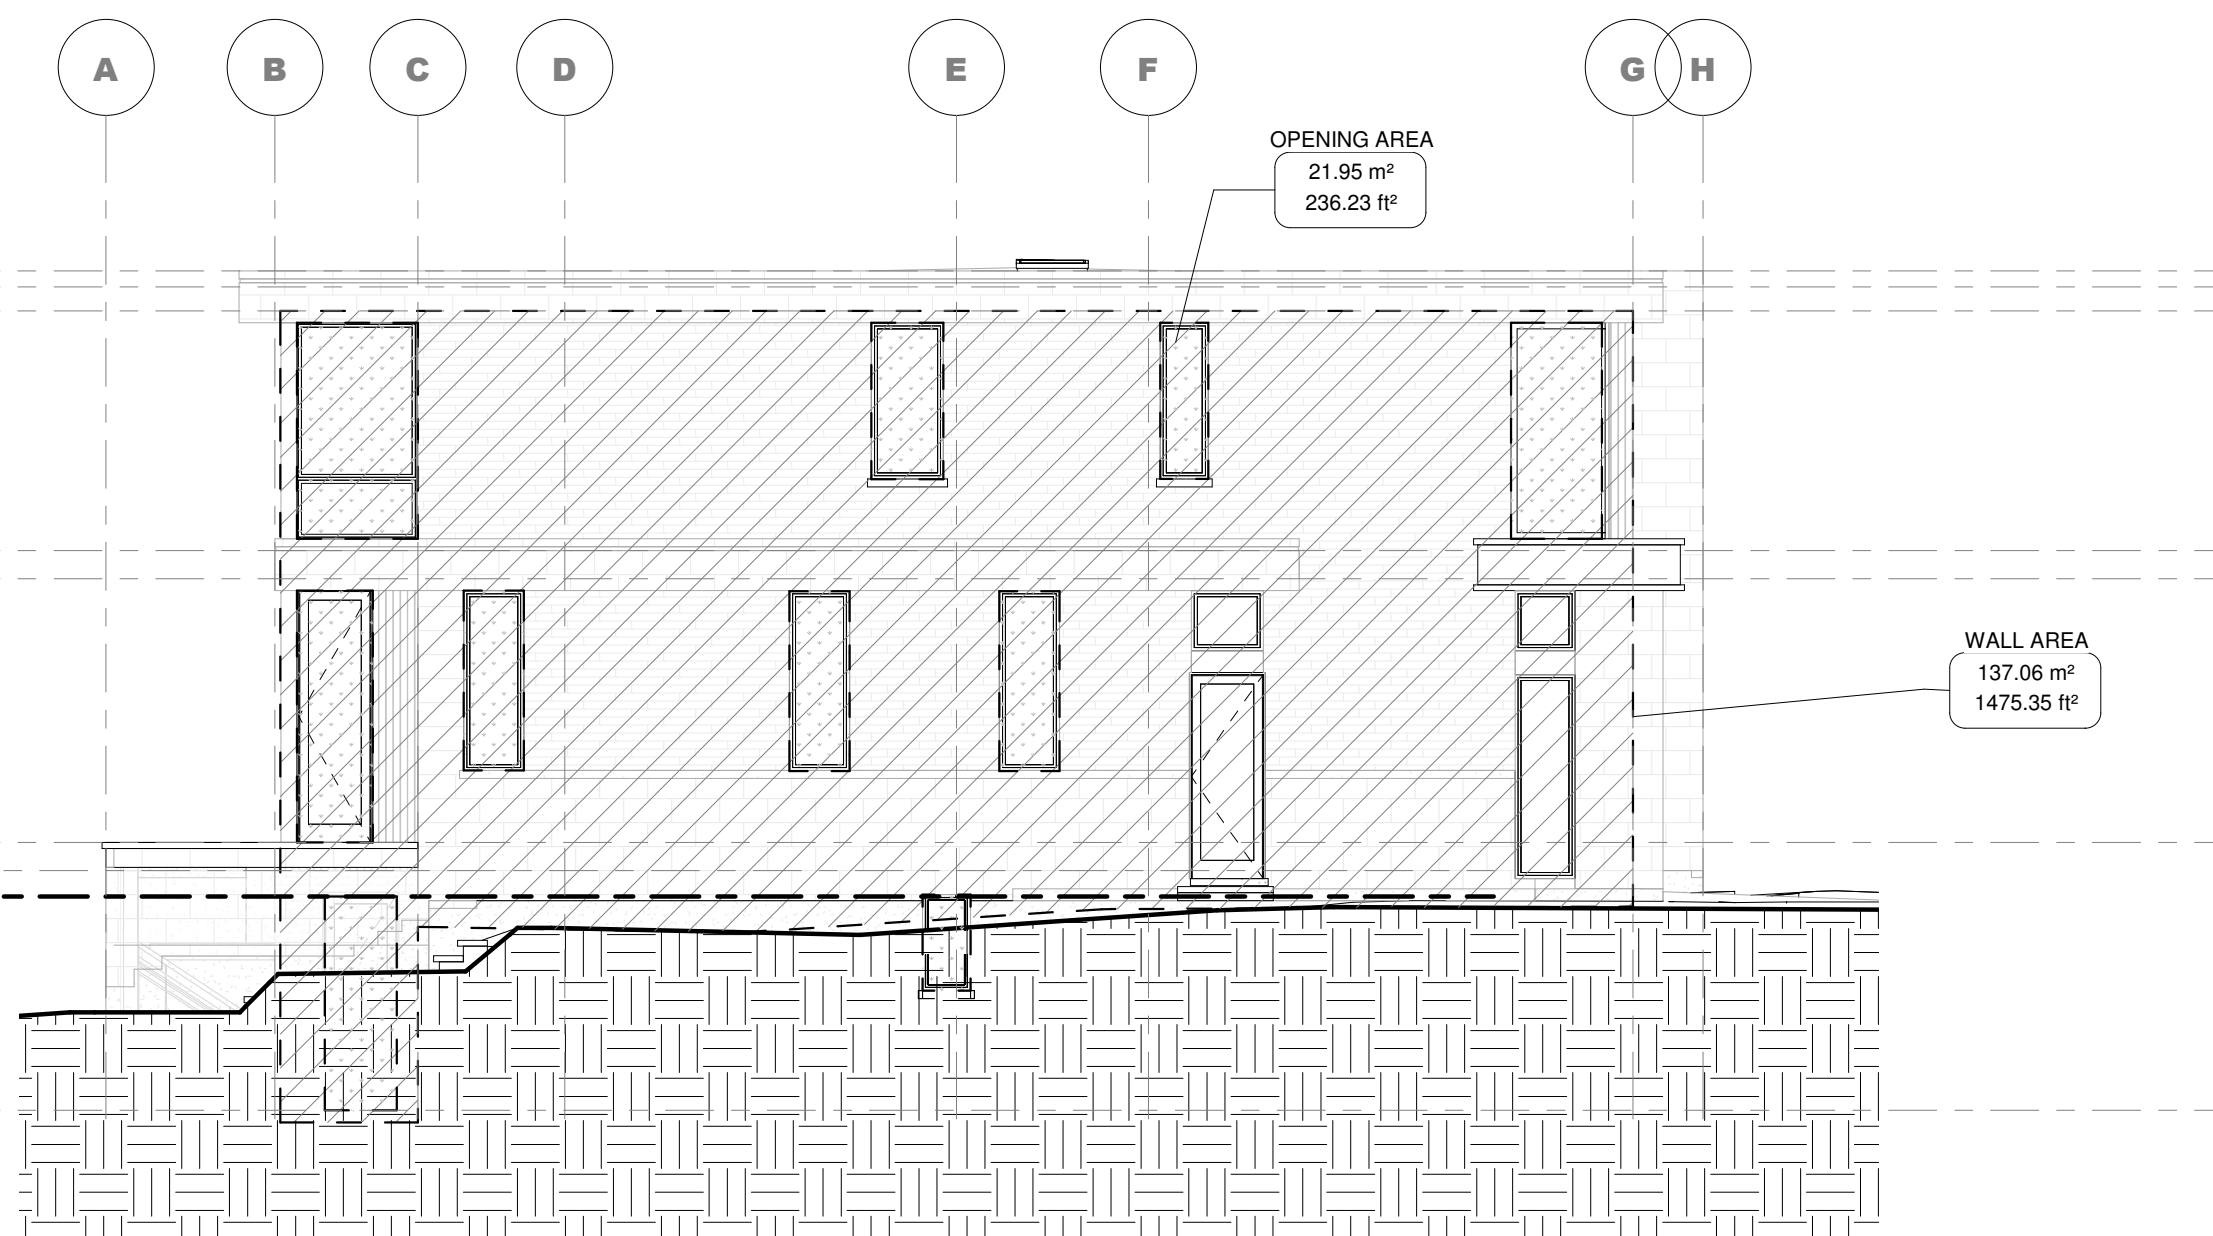 A
B
C
D
E
F
G
H
OPENING AREA
21.95 m²
236.23 ft²
WALL AREA
137.06 m²
1475.35 ft²